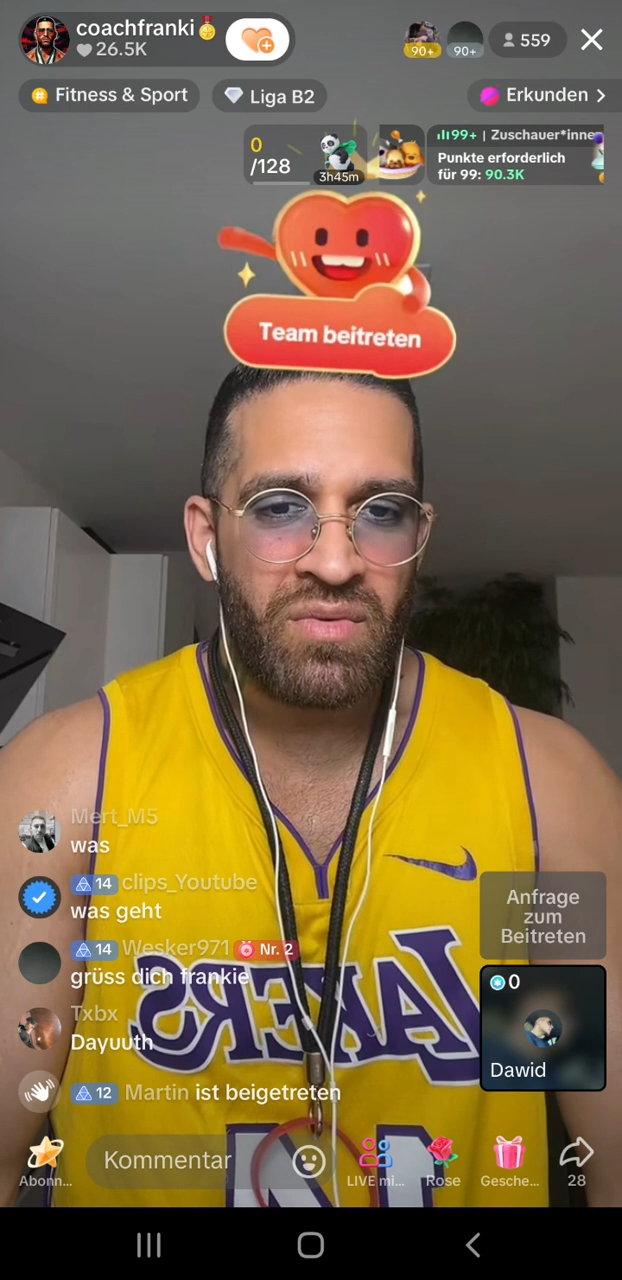 coachfranki
26.5K
90+
90+
559
Fitness & Sport
Liga B2
Erkunden
0
/128
3h45m
99+ | Zuschauer*innen
Punkte erforderlich
für 99: 90.3K
Team beitreten
Mert_M5
was
14 clips_Youtube
was geht
14 Wesker971 Nr. 2
grüss dich frankie
Txbx
Dayuuth
12 Martin ist beigetreten
LAKERS
Anfrage
zum
Beitreten
0
Dawid
Abonn...
Kommentar
LIVE mi...
Rose
Gesche...
28